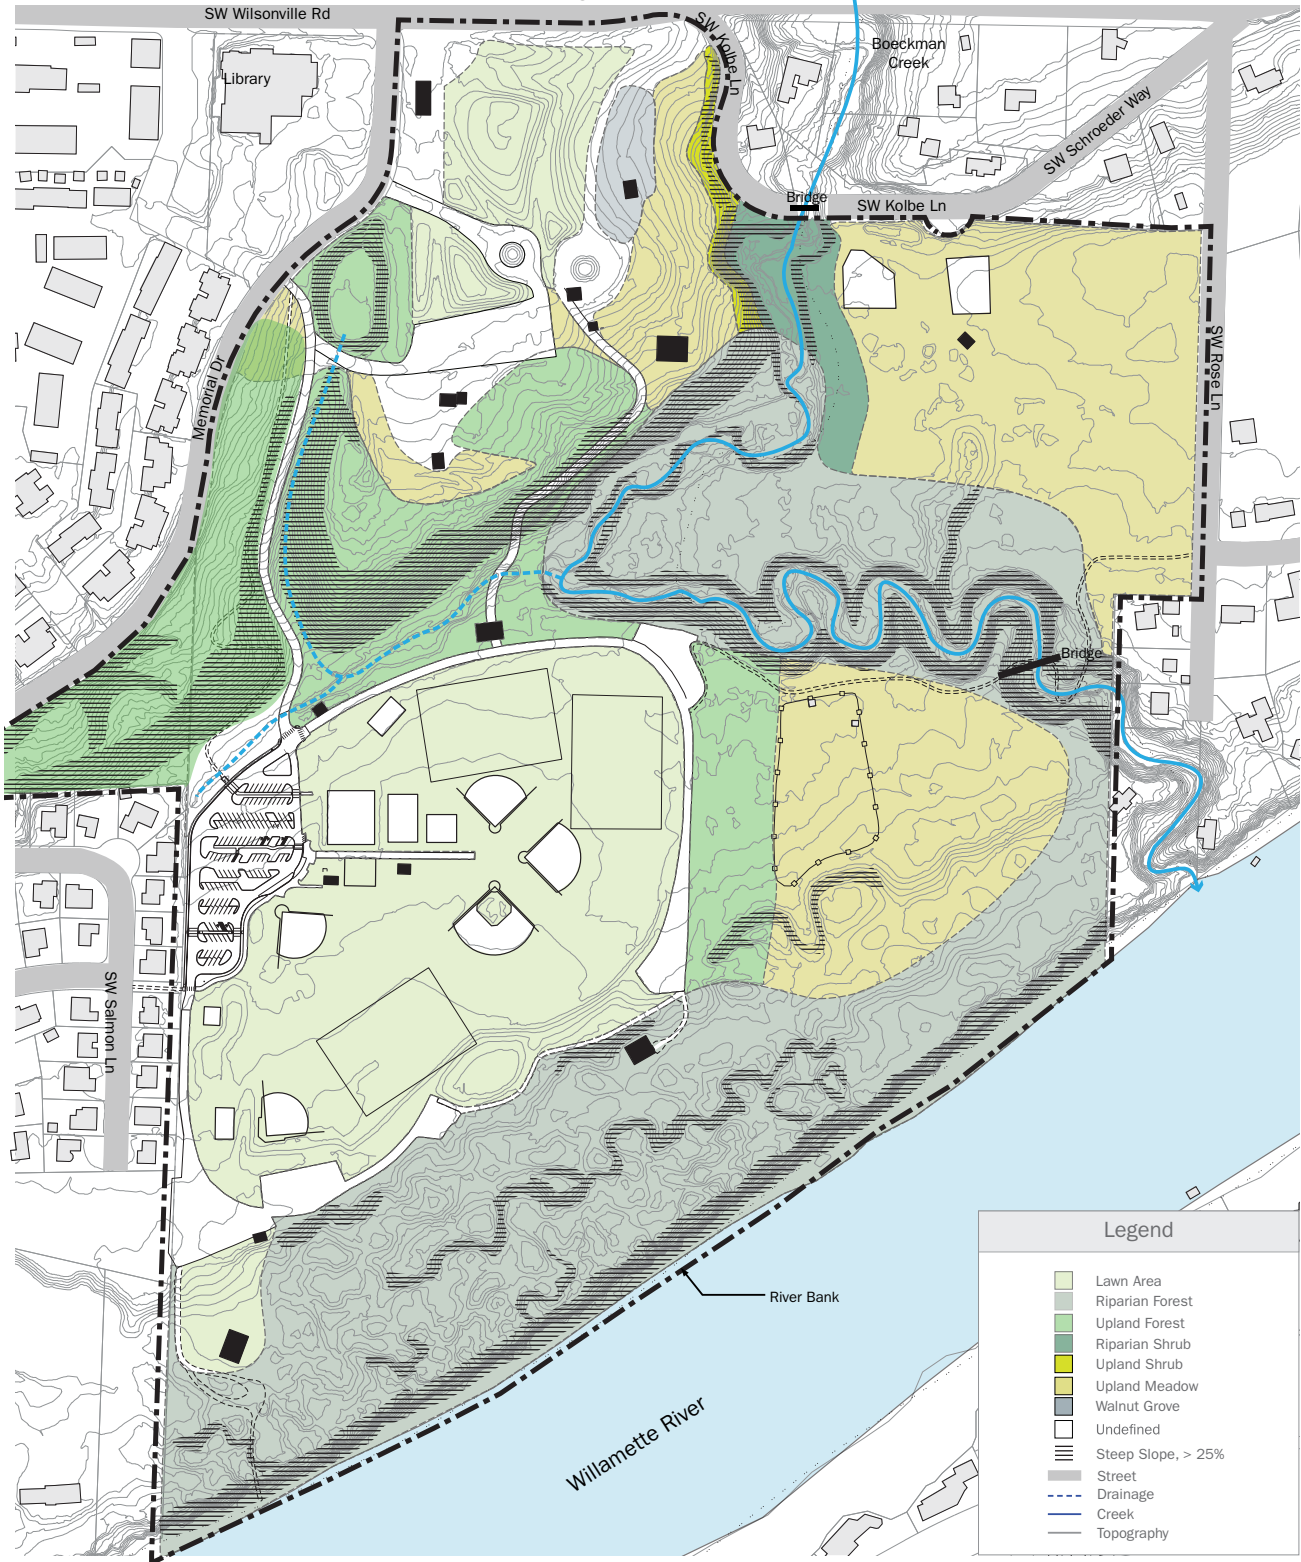 SW Wilsonville Rd
SW Kolbe Ln
Boeckman
Creek
Library
SW Schroeder Way
Bridge
SW Kolbe Ln
SW Rose Ln
Memorial Dr
Bridge
SW Salmon Ln
River Bank
Willamette River
Legend
Lawn Area
Riparian Forest
Upland Forest
Riparian Shrub
Upland Shrub
Upland Meadow
Walnut Grove
Undefined
Steep Slope, > 25%
Street
Drainage
Creek
Topography